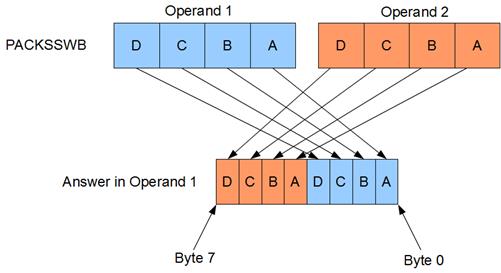 Operand 1 Operand 2
PACKSSWB D C B A D C B A
Answer in Operand 1 D C B A D C B A
Byte 7 Byte 0